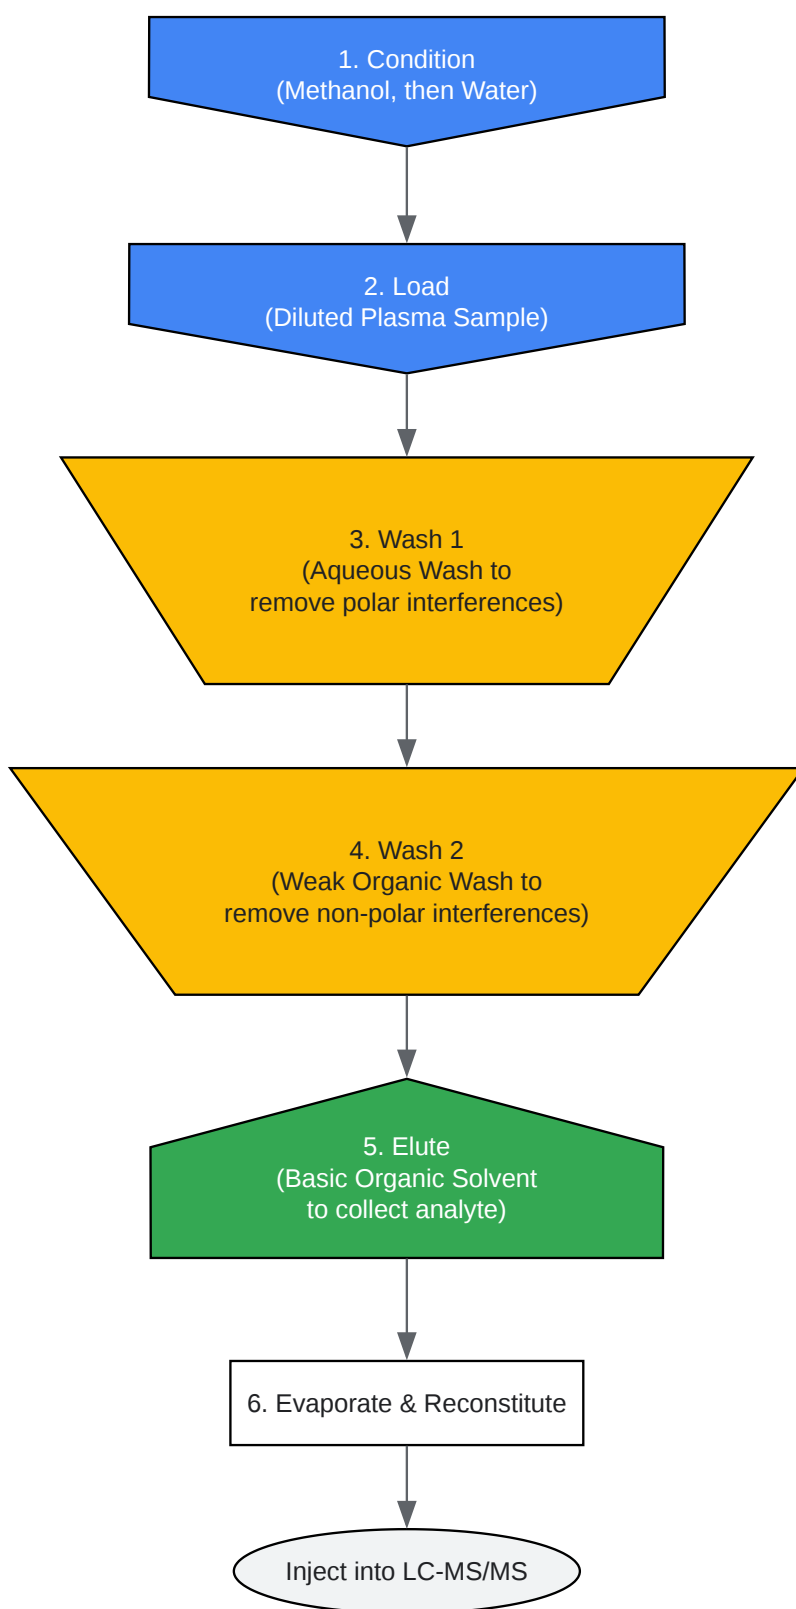 1. Condition
(Methanol, then Water)
2. Load
(Diluted Plasma Sample)
3. Wash 1
(Aqueous Wash to
remove polar interferences)
4. Wash 2
(Weak Organic Wash to
remove non-polar interferences)
5. Elute
(Basic Organic Solvent
to collect analyte)
6. Evaporate & Reconstitute
Inject into LC-MS/MS